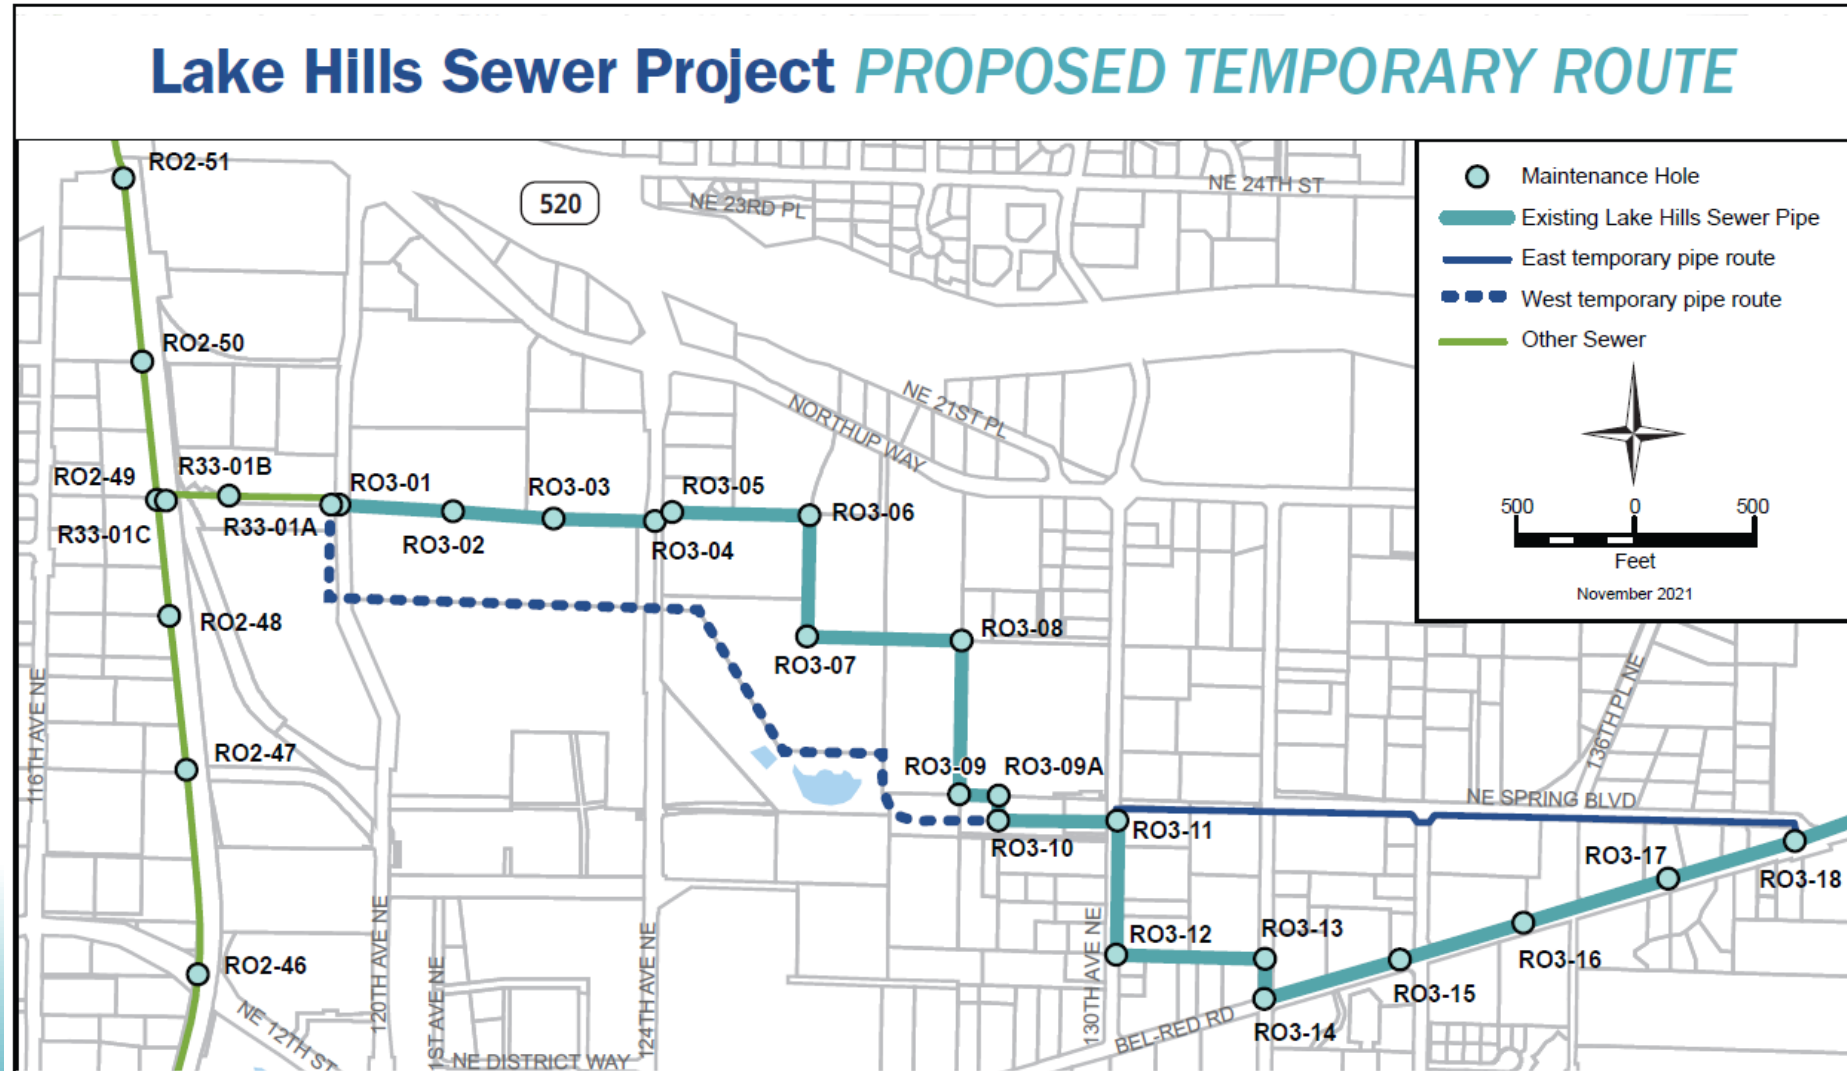 Lake Hills Sewer Project PROPOSED TEMPORARY ROUTE
RO2-51
520
NE 23RD PL
NE 24TH ST
Maintenance Hole
Existing Lake Hills Sewer Pipe
East temporary pipe route
West temporary pipe route
Other Sewer
500 0 500
Feet
November 2021
RO2-50
NE 21ST PL
NORTHUP WAY
RO2-49
R33-01B
RO3-01
RO3-03
RO3-05
RO3-06
R33-01C
R33-01A
RO3-02
RO3-04
RO2-48
RO3-07
RO3-08
116TH AVE NE
136TH PL NE
RO2-47
RO3-09
RO3-09A
NE SPRING BLVD
RO3-10
RO3-11
RO3-17
RO3-18
RO2-46
120TH AVE NE
1ST AVE NE
124TH AVE NE
130TH AVE NE
RO3-12
RO3-13
RO3-16
RO3-15
RO3-14
BEL-RED RD
NE 12TH ST
NE DISTRICT WAY